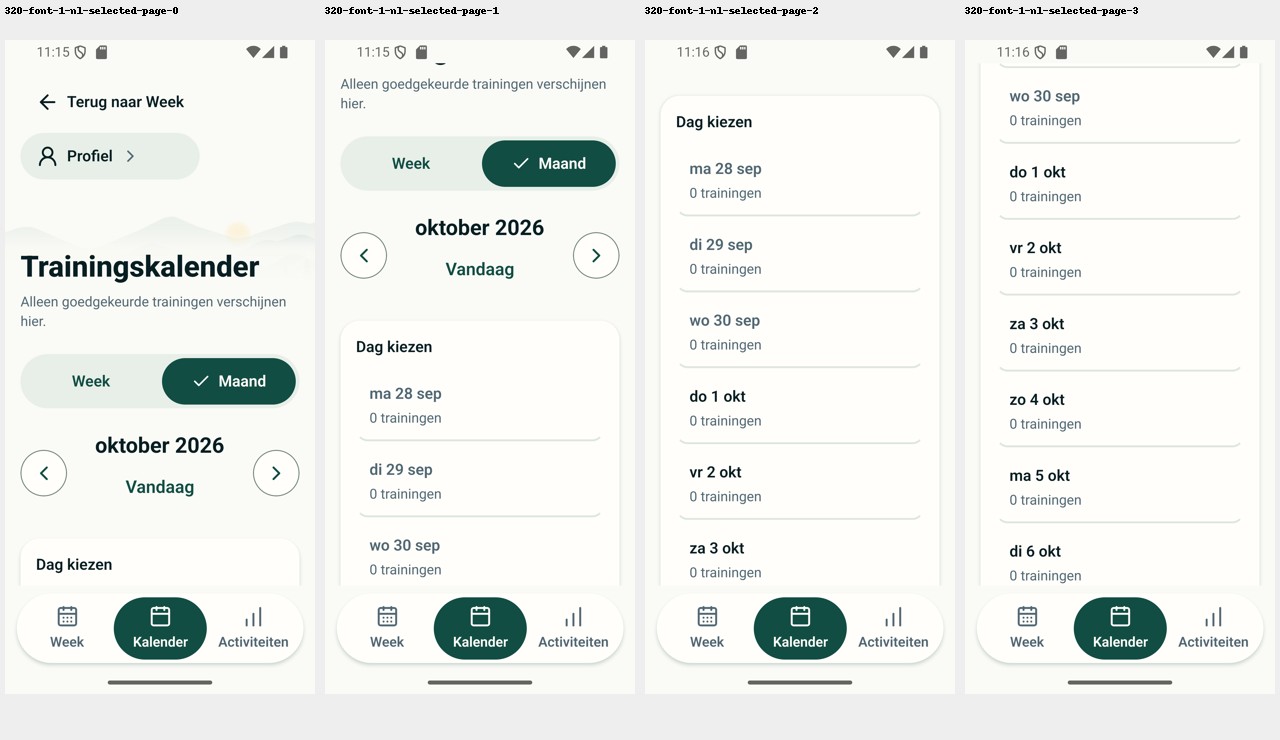 320-font-1-nl-selected-page-0
11:15
Terug naar Week
Profiel
Trainingskalender
Alleen goedgekeurde trainingen verschijnen
hier.
Week
Maand
oktober 2026
Vandaag
Dag kiezen
Week
Kalender
Activiteiten
320-font-1-nl-selected-page-1
11:15
Alleen goedgekeurde trainingen verschijnen
hier.
Week
Maand
oktober 2026
Vandaag
Dag kiezen
ma 28 sep
0 trainingen
di 29 sep
0 trainingen
wo 30 sep
0 trainingen
Week
Kalender
Activiteiten
320-font-1-nl-selected-page-2
11:16
Dag kiezen
ma 28 sep
0 trainingen
di 29 sep
0 trainingen
wo 30 sep
0 trainingen
do 1 okt
0 trainingen
vr 2 okt
0 trainingen
za 3 okt
0 trainingen
Week
Kalender
Activiteiten
320-font-1-nl-selected-page-3
11:16
wo 30 sep
0 trainingen
do 1 okt
0 trainingen
vr 2 okt
0 trainingen
za 3 okt
0 trainingen
zo 4 okt
0 trainingen
ma 5 okt
0 trainingen
di 6 okt
0 trainingen
Week
Kalender
Activiteiten